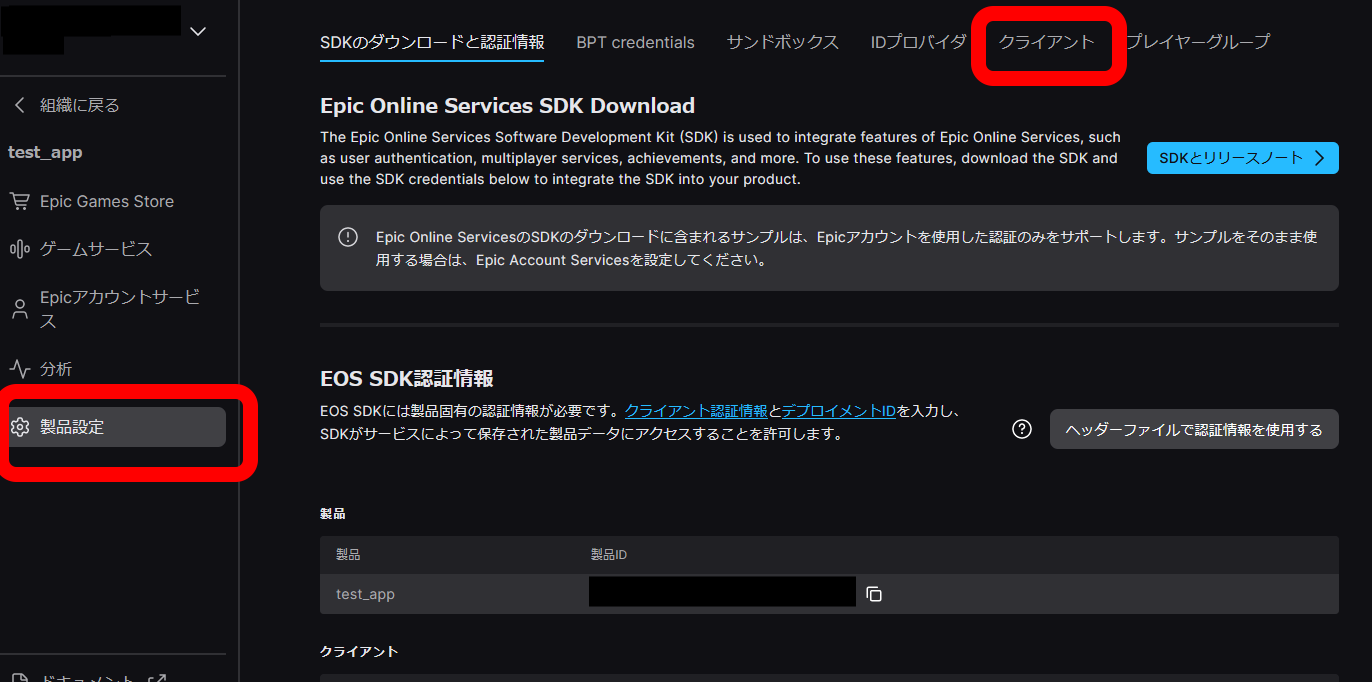 組織に戻る
test_app
Epic Games Store
ゲームサービス
Epicアカウントサービ
ス
分析
製品設定
ドキュメント
SDKのダウンロードと認証情報 BPT credentials サンドボックス IDプロバイダ クライアント プレイヤーグループ
Epic Online Services SDK Download
The Epic Online Services Software Development Kit (SDK) is used to integrate features of Epic Online Services, such
as user authentication, multiplayer services, achievements, and more. To use these features, download the SDK and
use the SDK credentials below to integrate the SDK into your product.
SDKとリリースノート
Epic Online ServicesのSDKのダウンロードに含まれるサンプルは、Epicアカウントを使用した認証のみをサポートします。サンプルをそのまま使
用する場合は、Epic Account Servicesを設定してください。
EOS SDK認証情報
EOS SDKには製品固有の認証情報が必要です。クライアント認証情報とデプロイメントIDを入力し、
SDKがサービスによって保存された製品データにアクセスすることを許可します。
ヘッダーファイルで認証情報を使用する
製品
製品 製品ID
test_app
クライアント